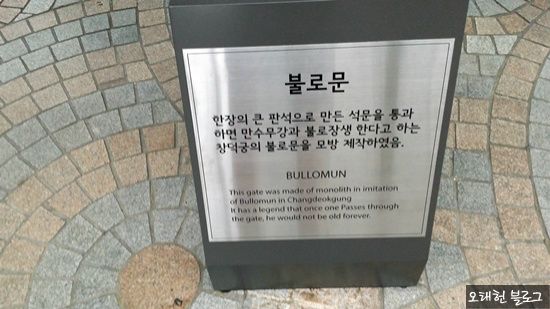 불로문
한장의 큰 판석으로 만든 석문을 통과
하면 만수무강과 불로장생 한다고 하는
창덕궁의 불로문을 모방 제작하였음.
BULLOMUN
This gate was made of monolith in imitation
of Bullomun in Changdeokgung
It has a legend that once one Passes through
the gate, he would not be old forever.
오태헌 블로그